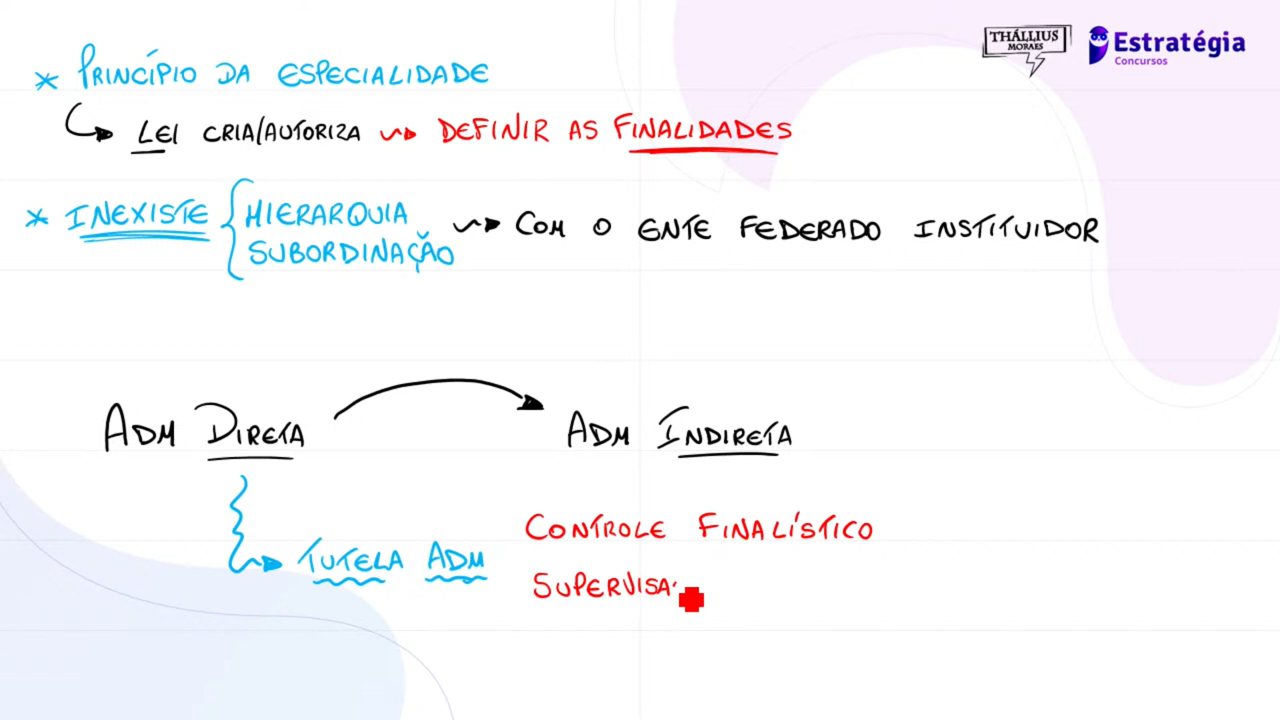 THÁLLIUS
MORAES
Estratégia
Concursos
* PRINCÍPIO DA ESPECIALIDADE
LEI CRIA/AUTORIZA DEFINIR AS FINALIDADES
* INEXISTE { HIERARQUIA
SUBORDINAÇÃO
COM O ENTE FEDERADO INSTITUIDOR
ADM DIRETA ADM INDIRETA
CONTROLE FINALÍSTICO
TUTELA ADM
SUPERVISA